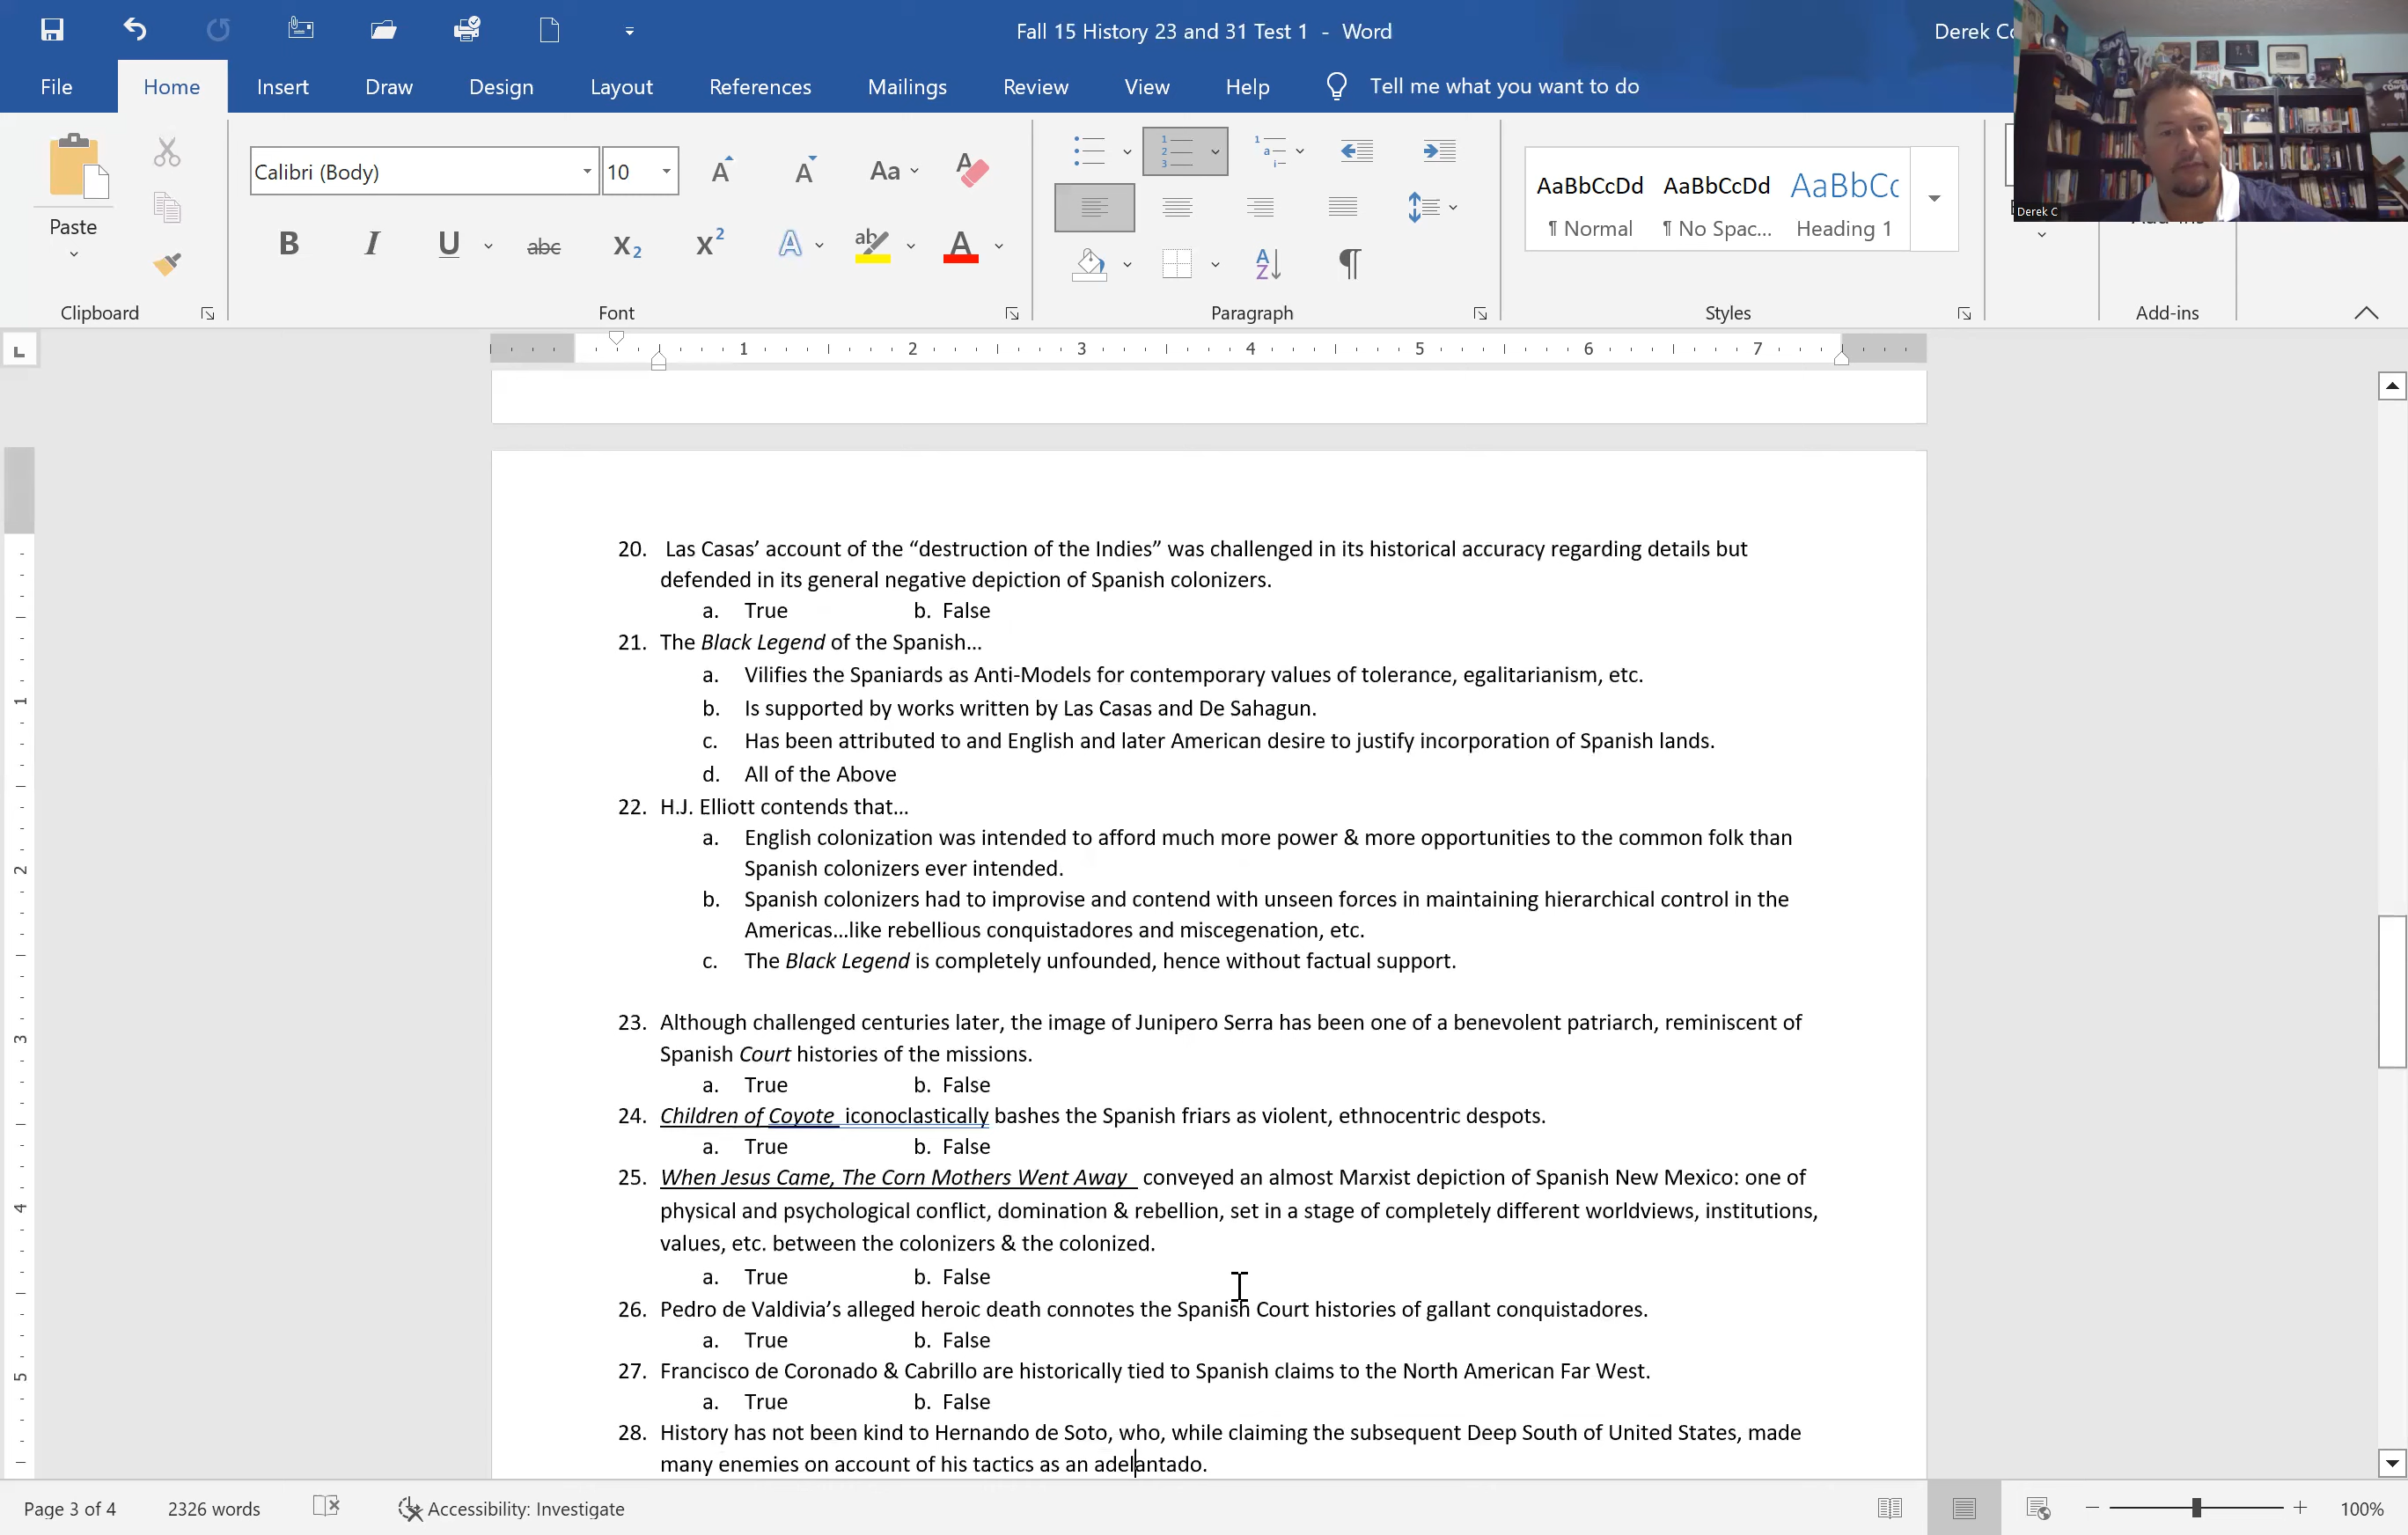 Fall 15 History 23 and 31 Test 1 - Word
Derek Co
File Home Insert Draw Design Layout References Mailings Review View Help Tell me what you want to do
Derek C
Paste
Calibri (Body) 10
Aa
B I U abc X2 X2 A ab A
AaBbCcDd AaBbCcDd AaBbCc
¶ Normal ¶ No Spac... Heading 1
Clipboard Font Paragraph Styles Add-ins
L
1 2 3 4 5 6 7
20. Las Casas’ account of the “destruction of the Indies” was challenged in its historical accuracy regarding details but
defended in its general negative depiction of Spanish colonizers.
a. True b. False
21. The Black Legend of the Spanish…
a. Vilifies the Spaniards as Anti-Models for contemporary values of tolerance, egalitarianism, etc.
b. Is supported by works written by Las Casas and De Sahagun.
c. Has been attributed to and English and later American desire to justify incorporation of Spanish lands.
d. All of the Above
22. H.J. Elliott contends that…
a. English colonization was intended to afford much more power & more opportunities to the common folk than
Spanish colonizers ever intended.
b. Spanish colonizers had to improvise and contend with unseen forces in maintaining hierarchical control in the
Americas…like rebellious conquistadores and miscegenation, etc.
c. The Black Legend is completely unfounded, hence without factual support.
23. Although challenged centuries later, the image of Junipero Serra has been one of a benevolent patriarch, reminiscent of
Spanish Court histories of the missions.
a. True b. False
24. Children of Coyote iconoclastically bashes the Spanish friars as violent, ethnocentric despots.
a. True b. False
25. When Jesus Came, The Corn Mothers Went Away conveyed an almost Marxist depiction of Spanish New Mexico: one of
physical and psychological conflict, domination & rebellion, set in a stage of completely different worldviews, institutions,
values, etc. between the colonizers & the colonized.
a. True b. False
26. Pedro de Valdivia’s alleged heroic death connotes the Spanish Court histories of gallant conquistadores.
a. True b. False
27. Francisco de Coronado & Cabrillo are historically tied to Spanish claims to the North American Far West.
a. True b. False
28. History has not been kind to Hernando de Soto, who, while claiming the subsequent Deep South of United States, made
many enemies on account of his tactics as an adelantado.
1
2
3
4
5
Page 3 of 4 2326 words Accessibility: Investigate 100%